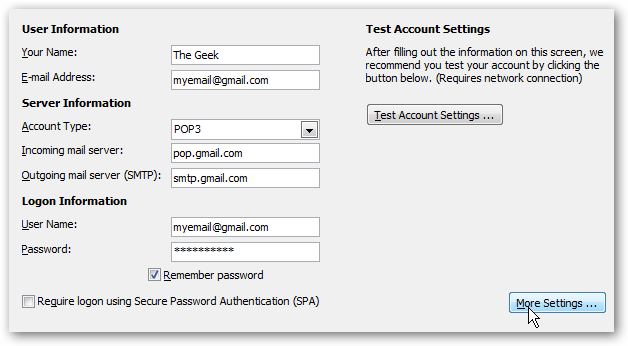 User Information
Your Name: The Geek
E-mail Address: myemail@gmail.com
Server Information
Account Type: POP3
Incoming mail server: pop.gmail.com
Outgoing mail server (SMTP): smtp.gmail.com
Logon Information
User Name: myemail@gmail.com
Password: **********
Remember password
Require logon using Secure Password Authentication (SPA)
Test Account Settings
After filling out the information on this screen, we
recommend you test your account by clicking the
button below. (Requires network connection)
Test Account Settings ...
More Settings ...